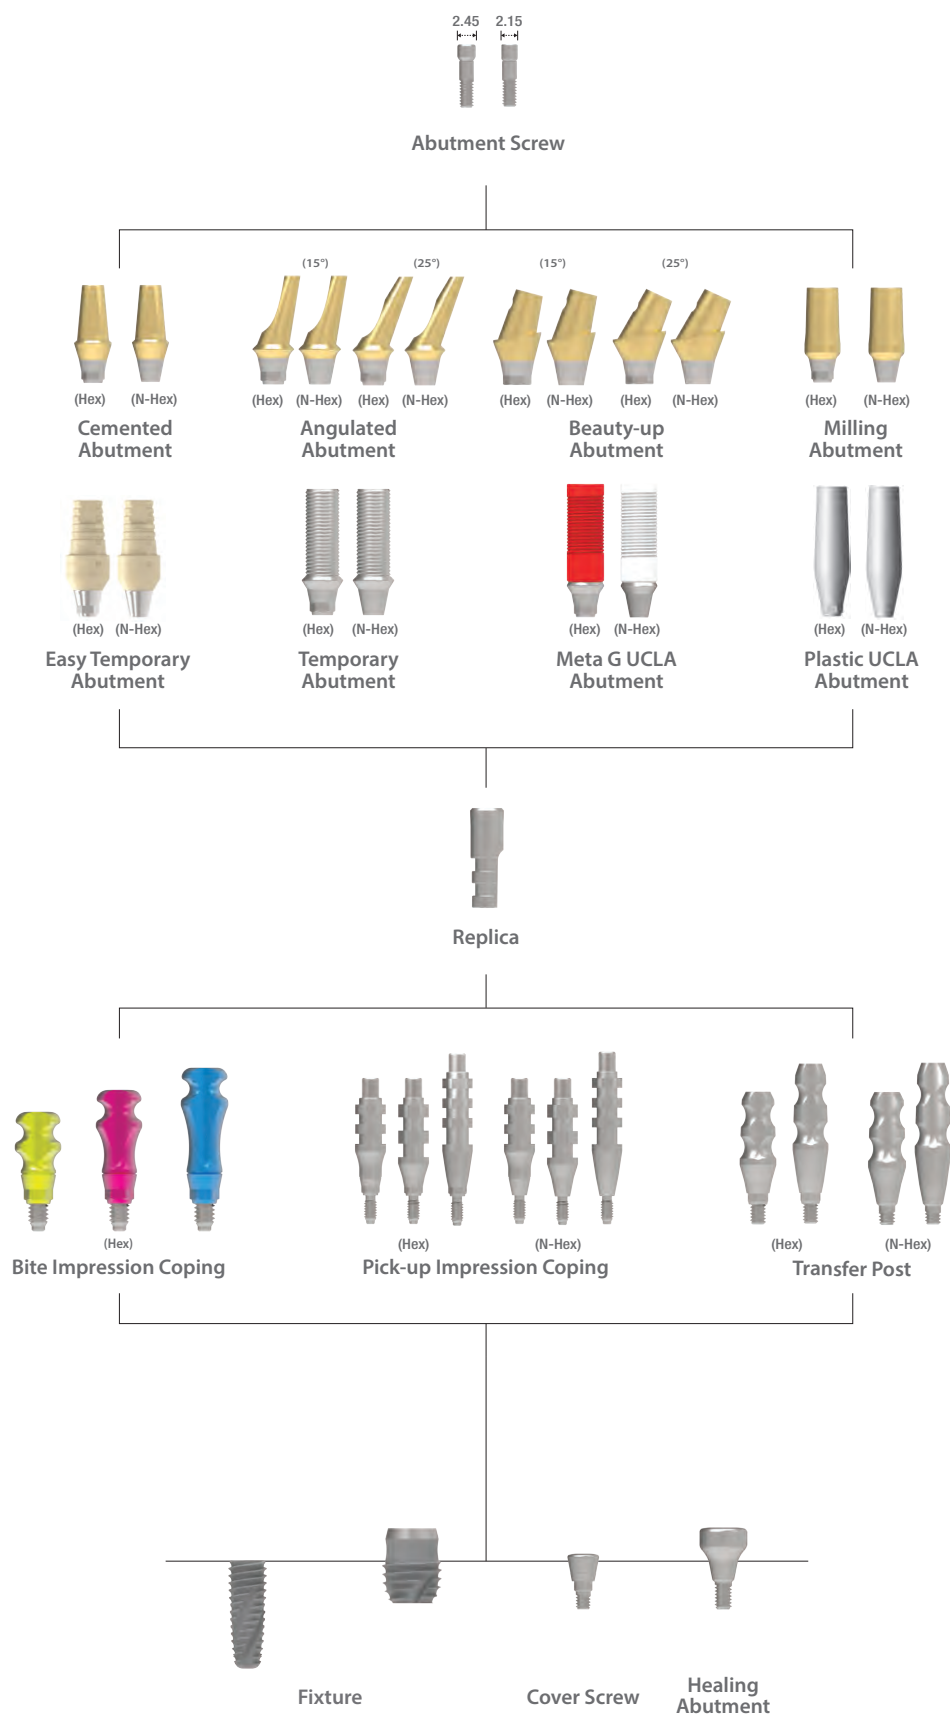 2.45 2.15
Abutment Screw
(15°) (25°) (15°) (25°)
(Hex) (N-Hex) (Hex) (N-Hex) (Hex) (N-Hex) (Hex) (N-Hex) (Hex) (N-Hex) (Hex) (N-Hex)
Cemented Abutment
Angulated Abutment
Beauty-up Abutment
Milling Abutment
(Hex) (N-Hex) (Hex) (N-Hex) (Hex) (N-Hex) (Hex) (N-Hex)
Easy Temporary Abutment
Temporary Abutment
Meta G UCLA Abutment
Plastic UCLA Abutment
Replica
(Hex) (Hex) (N-Hex) (Hex) (N-Hex)
Bite Impression Coping
Pick-up Impression Coping
Transfer Post
Fixture
Cover Screw
Healing Abutment